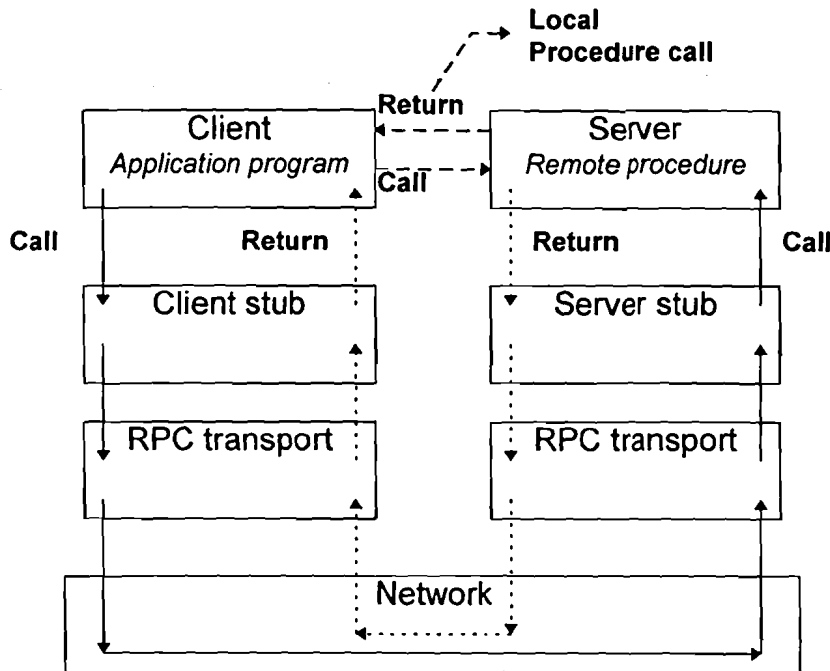 Local
Procedure call
Return
Client
Application program
Server
Remote procedure
Call
Call
Return
Return
Call
Client stub
Server stub
RPC transport
RPC transport
Network